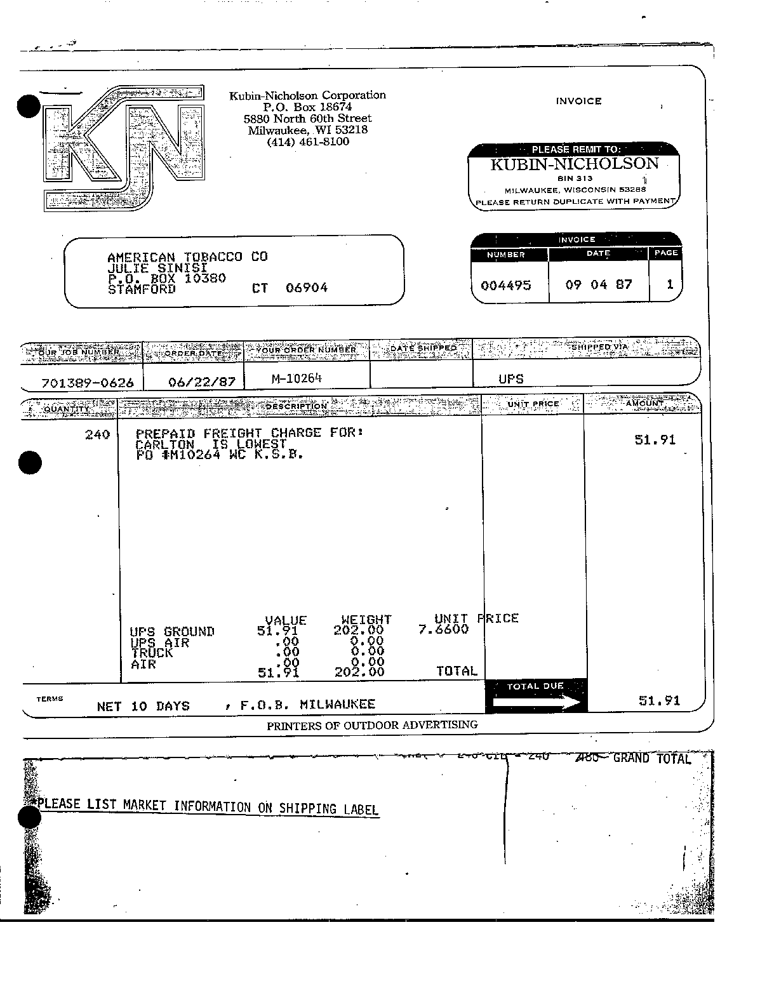 Kubin-Nicholson Corporation
P.O. Box 18674
5880 North 60th Street
Milwaukee, WI 53218
(414) 461-8100
INVOICE
KN
PLEASE REMIT TO:
KUBIN-NICHOLSON
BIN 313
MILWAUKEE, WISCONSIN 53288
PLEASE RETURN DUPLICATE WITH PAYMENT
AMERICAN TOBACCO CO
JULIE SINISI
P.O. BOX 10380
STAMFORD CT 06904
INVOICE
NUMBER DATE PAGE
004495 09 04 87 1
OUR JOB NUMBER ORDER DATE YOUR ORDER NUMBER DATE SHIPPED SHIPPED VIA
701389-0626 06/22/87 M-10264 UPS
QUANTITY DESCRIPTION UNIT PRICE AMOUNT
240 PREPAID FREIGHT CHARGE FOR: 51.91
CARLTON IS LOWEST
PO #M10264 WC K.S.B.
VALUE WEIGHT UNIT PRICE
UPS GROUND 51.91 202.00 7.6600
UPS AIR .00 0.00
TRUCK .00 0.00
AIR .00 0.00
51.91 202.00 TOTAL
TERMS NET 10 DAYS , F.O.B. MILWAUKEE TOTAL DUE 51.91
PRINTERS OF OUTDOOR ADVERTISING
240 480 GRAND TOTAL
*PLEASE LIST MARKET INFORMATION ON SHIPPING LABEL